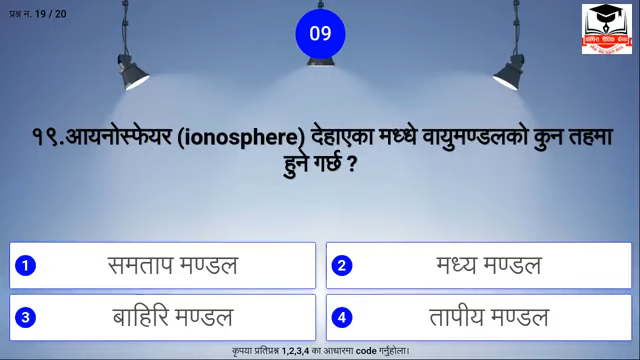 प्रश्न न. 19 / 20
09
१९.आयनोस्फेयर (ionosphere) देहाएका मध्धे वायुमण्डलको कुन तहमा
हुने गर्छ ?
1 समताप मण्डल
2 मध्य मण्डल
3 बाहिरि मण्डल
4 तापीय मण्डल
कृपया प्रतिप्रश्न 1,2,3,4 का आधारमा code गर्नुहोला।